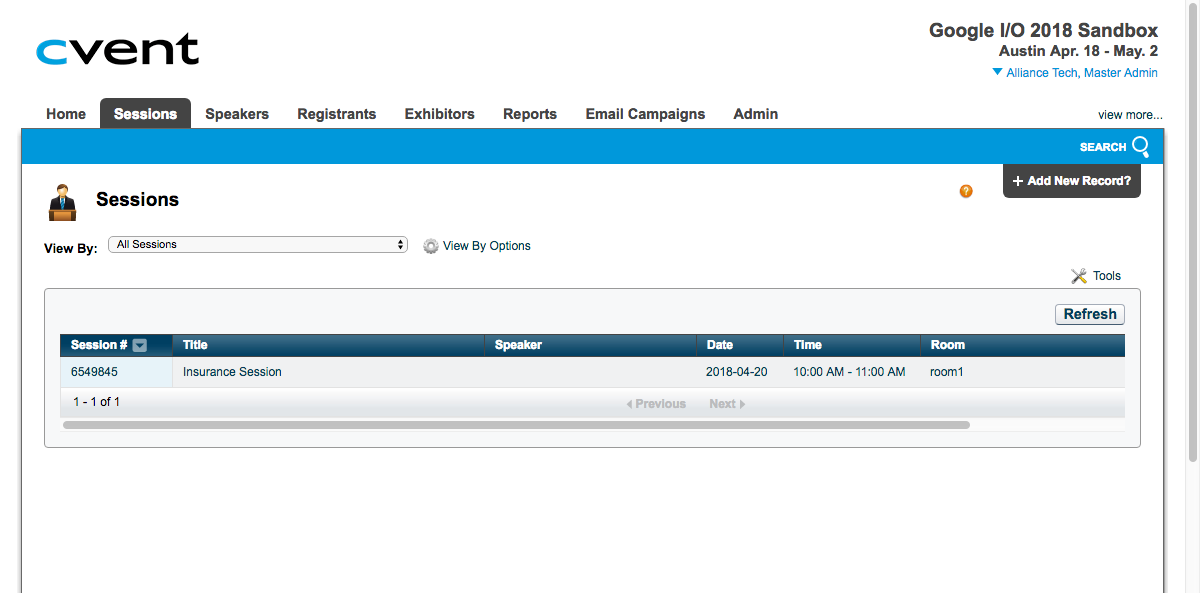 cvent
Google I/O 2018 Sandbox
Austin Apr. 18 - May. 2
Alliance Tech, Master Admin
Home Sessions Speakers Registrants Exhibitors Reports Email Campaigns Admin view more...
SEARCH
+ Add New Record?
Sessions
?
View By: All Sessions View By Options
Tools
Refresh
Session # Title Speaker Date Time Room
6549845 Insurance Session 2018-04-20 10:00 AM - 11:00 AM room1
1 - 1 of 1 Previous Next